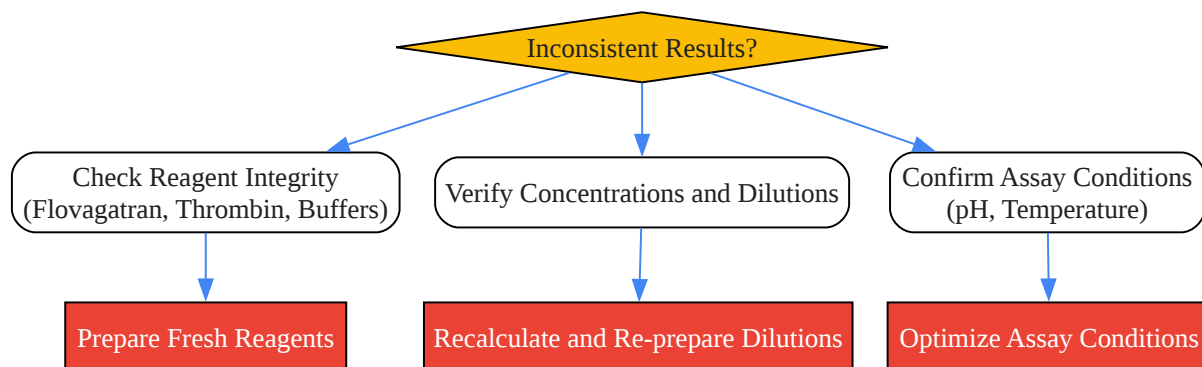 Inconsistent Results?
Check Reagent Integrity
(Flovagatran, Thrombin, Buffers)
Verify Concentrations and Dilutions
Confirm Assay Conditions
(pH, Temperature)
Prepare Fresh Reagents
Recalculate and Re-prepare Dilutions
Optimize Assay Conditions